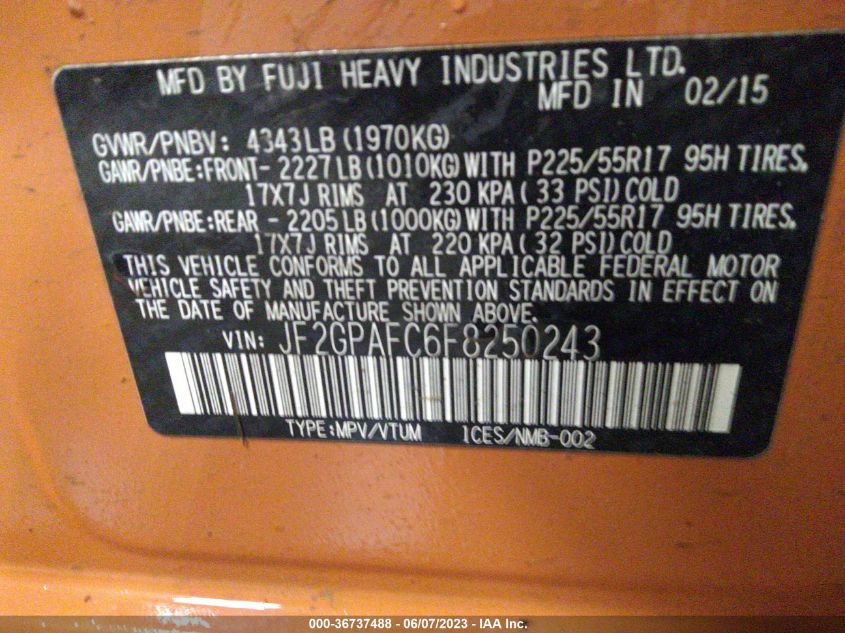 MFD BY FUJI HEAVY INDUSTRIES LTD.
MFD IN 02/15
GVWR/PNBV: 4343LB (1970KG)
GAWR/PNBE:FRONT- 2227LB(1010KG)WITH P225/55R17 95H TIRES.
17X7J RIMS AT 230 KPA( 33 PSI)COLD
GAWR/PNBE:REAR - 2205LB(1000KG)WITH P225/55R17 95H TIRES.
17X7J RIMS AT 220 KPA( 32 PSI)COLD
THIS VEHICLE CONFORMS TO ALL APPLICABLE FEDERAL MOTOR
VEHICLE SAFETY AND THEFT PREVENTION STANDARDS IN EFFECT ON
THE DATE OF MANUFACTURE SHOWN ABOVE.
VIN: JF2GPAFC6F8250243
TYPE:MPV/VTUM ICES/NMB-002
000-36737488 - 06/07/2023 - IAA Inc.